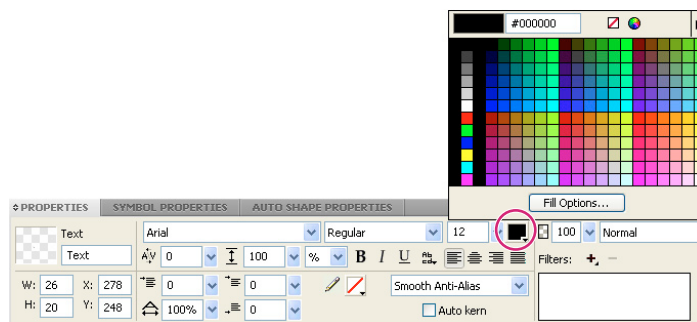 #000000
Fill Options...
PROPERTIES SYMBOL PROPERTIES AUTO SHAPE PROPERTIES
Text Arial Regular 12 100 Normal
Text AV 0 100 % B I U Filters: + -
W: 26 X: 278 0 0 Smooth Anti-Alias
H: 20 Y: 248 100% 0 Auto kern